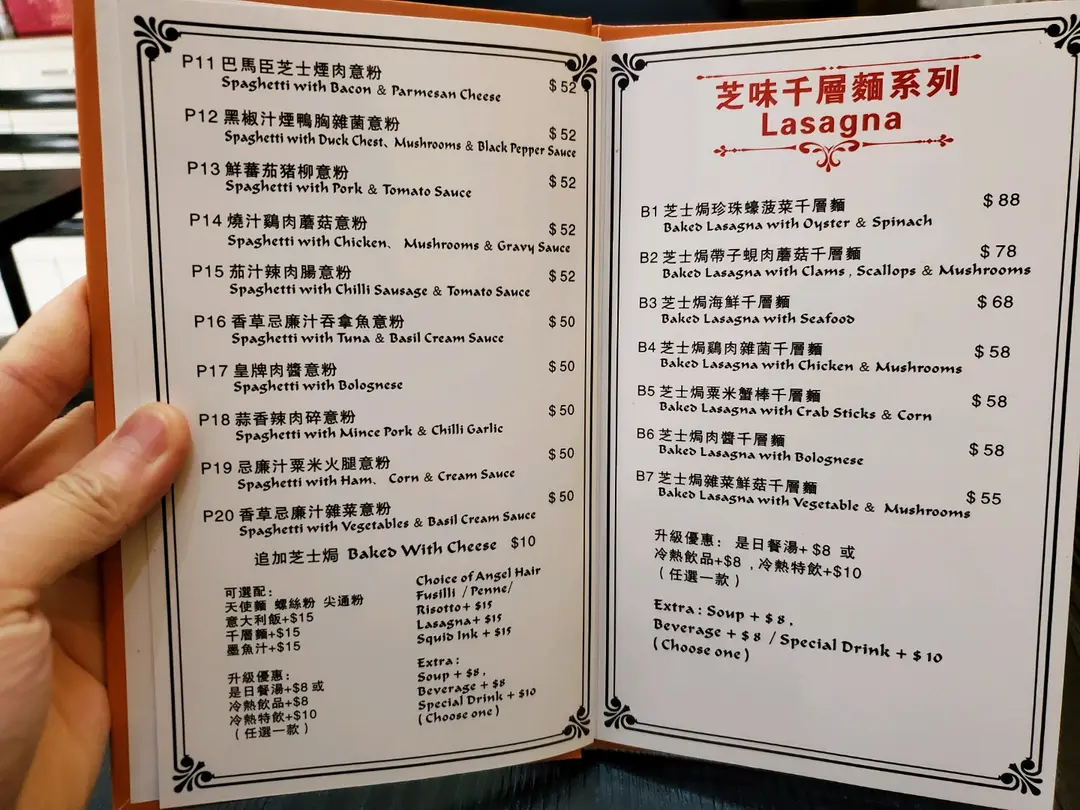 P11 巴馬臣芝士煙肉意粉
Spaghetti with Bacon & Parmesan Cheese $52
P12 黑椒汁煙鴨胸雜菌意粉
Spaghetti with Duck Chest、Mushrooms & Black Pepper Sauce $52
P13 鮮蕃茄豬柳意粉
Spaghetti with Pork & Tomato Sauce $52
P14 燒汁鷄肉蘑菇意粉
Spaghetti with Chicken、 Mushrooms & Gravy Sauce $52
P15 茄汁辣肉腸意粉
Spaghetti with Chilli Sausage & Tomato Sauce $52
P16 香草忌廉汁吞拿魚意粉 $50
Spaghetti with Tuna & Basil Cream Sauce
P17 皇牌肉醬意粉 $50
Spaghetti with Bolognese
P18 蒜香辣肉碎意粉 $50
Spaghetti with Mince Pork & Chilli Garlic
P19 忌廉汁粟米火腿意粉 $50
Spaghetti with Ham、 Corn & Cream Sauce
P20 香草忌廉汁雜菜意粉 $50
Spaghetti with Vegetables & Basil Cream Sauce
追加芝士焗 Baked With Cheese $10
可選配：
天使麵 螺絲粉 尖通粉
意大利飯+$15
千層麵+$15
墨魚汁+$15
升級優惠：
是日餐湯+$8 或
冷熱飲品+$8
冷熱特飲+$10
（任選一款）
Choice of Angel Hair
Fusilli /Penne/
Risotto+ $15
Lasagna+ $15
Squid Ink + $15
Extra :
Soup + $8 ,
Beverage + $8
Special Drink + $10
( Choose one )
芝味千層麵系列
Lasagna
B1 芝士焗珍珠蠔菠菜千層麵 $88
Baked Lasagna with Oyster & Spinach
B2 芝士焗帶子蜆肉蘑菇千層麵 $78
Baked Lasagna with Clams , Scallops & Mushrooms
B3 芝士焗海鮮千層麵 $68
Baked Lasagna with Seafood
B4 芝士焗鷄肉雜菌千層麵 $58
Baked Lasagna with Chicken & Mushrooms
B5 芝士焗粟米蟹棒千層麵 $58
Baked Lasagna with Crab Sticks & Corn
B6 芝士焗肉醬千層麵 $58
Baked Lasagna with Bolognese
B7 芝士焗雜菜鮮菇千層麵 $55
Baked Lasagna with Vegetable & Mushrooms
升級優惠： 是日餐湯+ $8 或
冷熱飲品+$8 , 冷熱特飲+$10
（任選一款）
Extra : Soup + $8 ,
Beverage + $8 / Special Drink + $10
( Choose one )